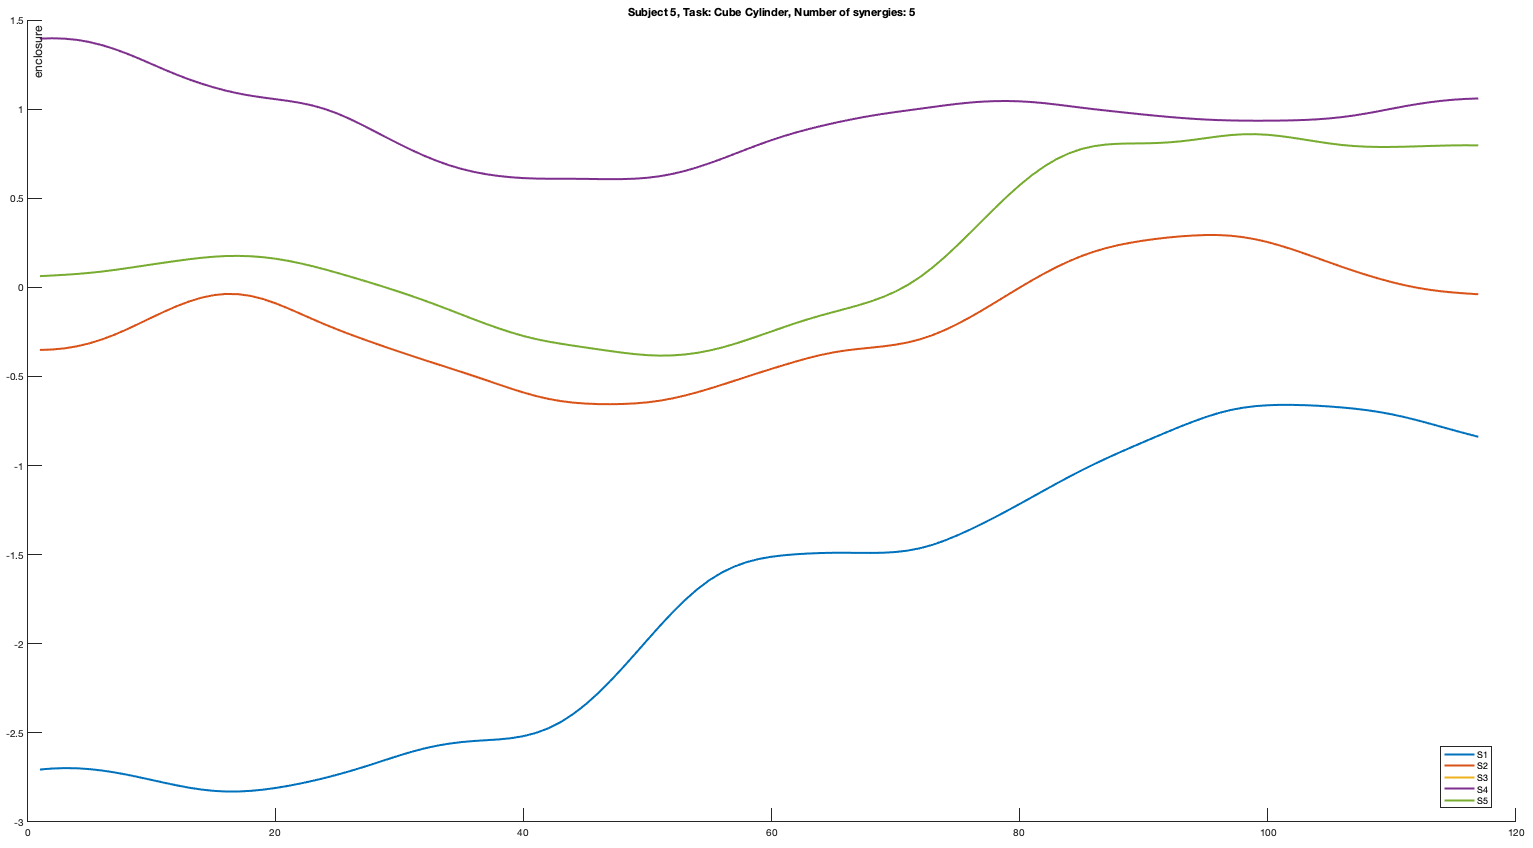 Subject 5, Task: Cube Cylinder, Number of synergies: 5
enclosure
1.5
1
0.5
0
-0.5
-1
-1.5
-2
-2.5
-3
0 20 40 60 80 100 120
S1
S2
S3
S4
S5